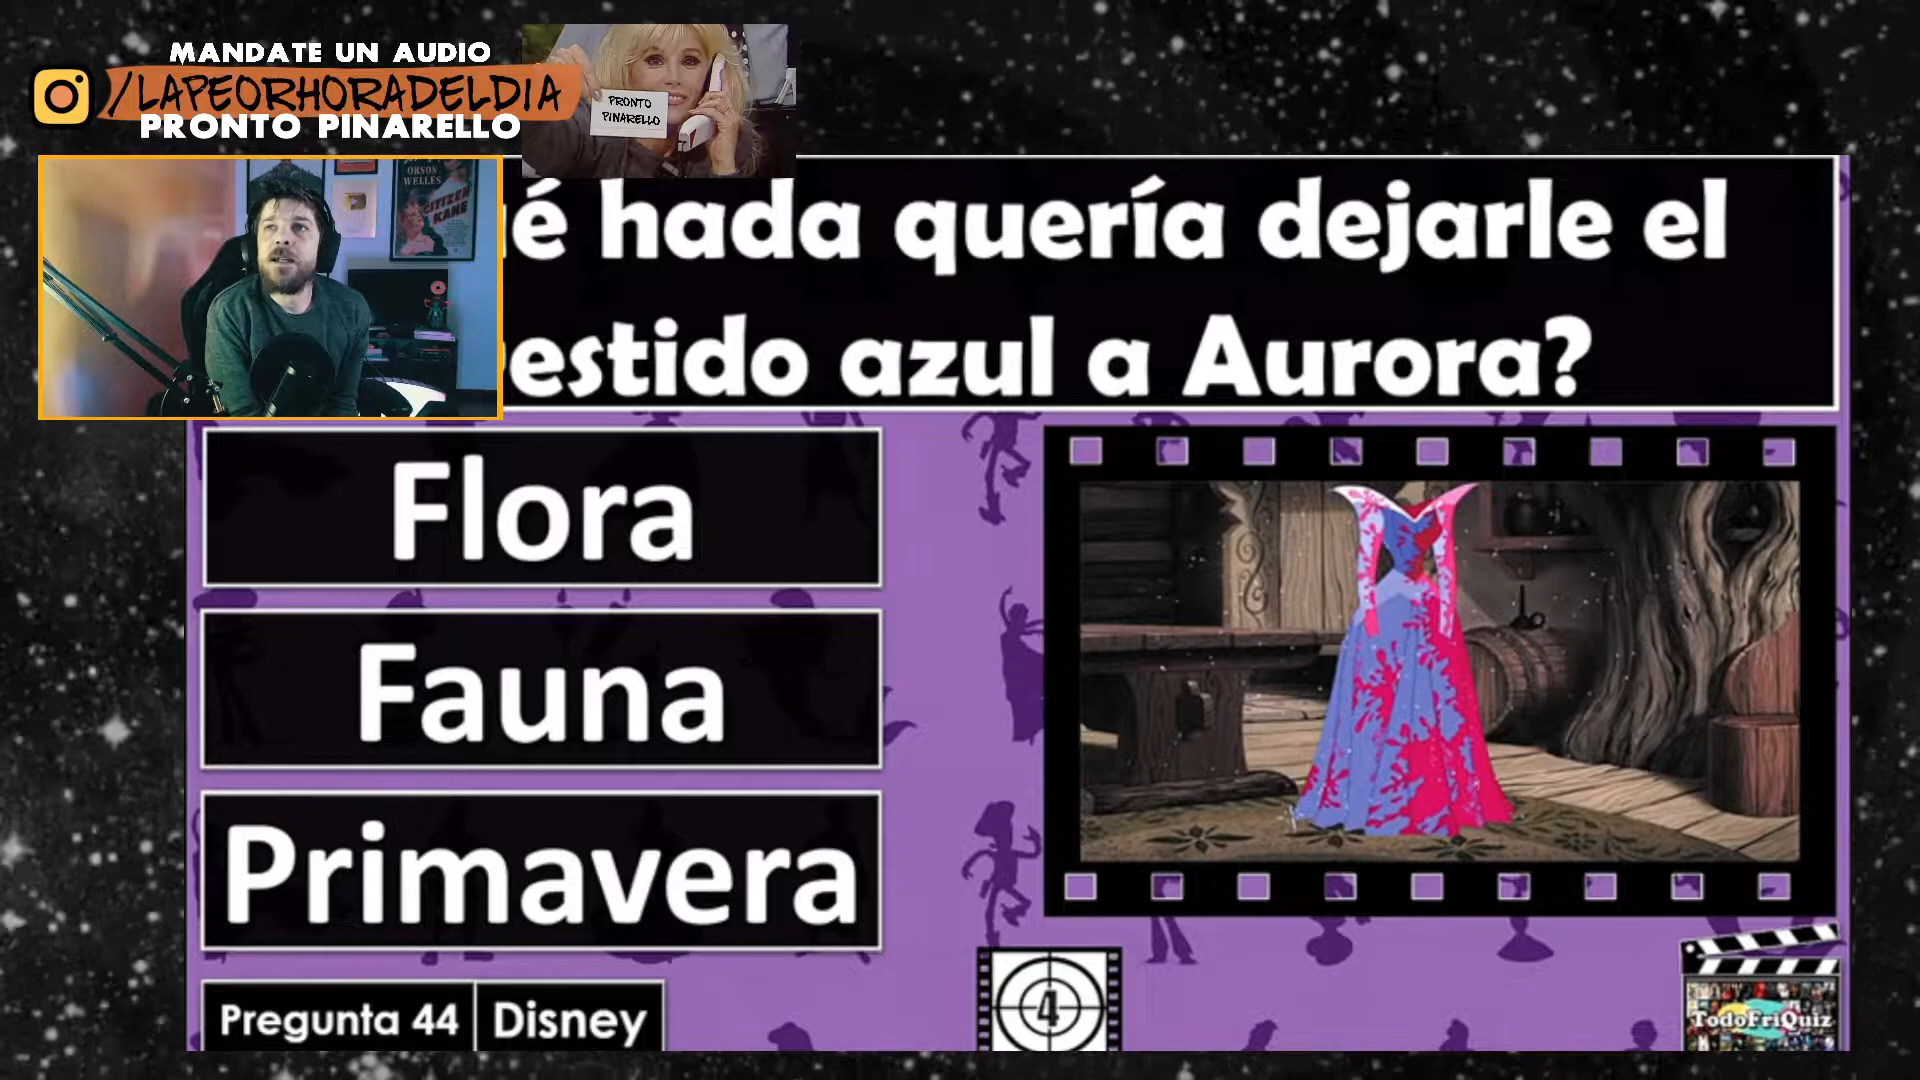 MANDATE UN AUDIO
/LAPEORHORADELDIA
PRONTO PINARELLO
PRONTO
PINARELLO
ORSON
WELLES
CITIZEN
KANE
é hada quería dejarle el
estido azul a Aurora?
Flora
Fauna
Primavera
Pregunta 44
Disney
4
TodoFriQuiz